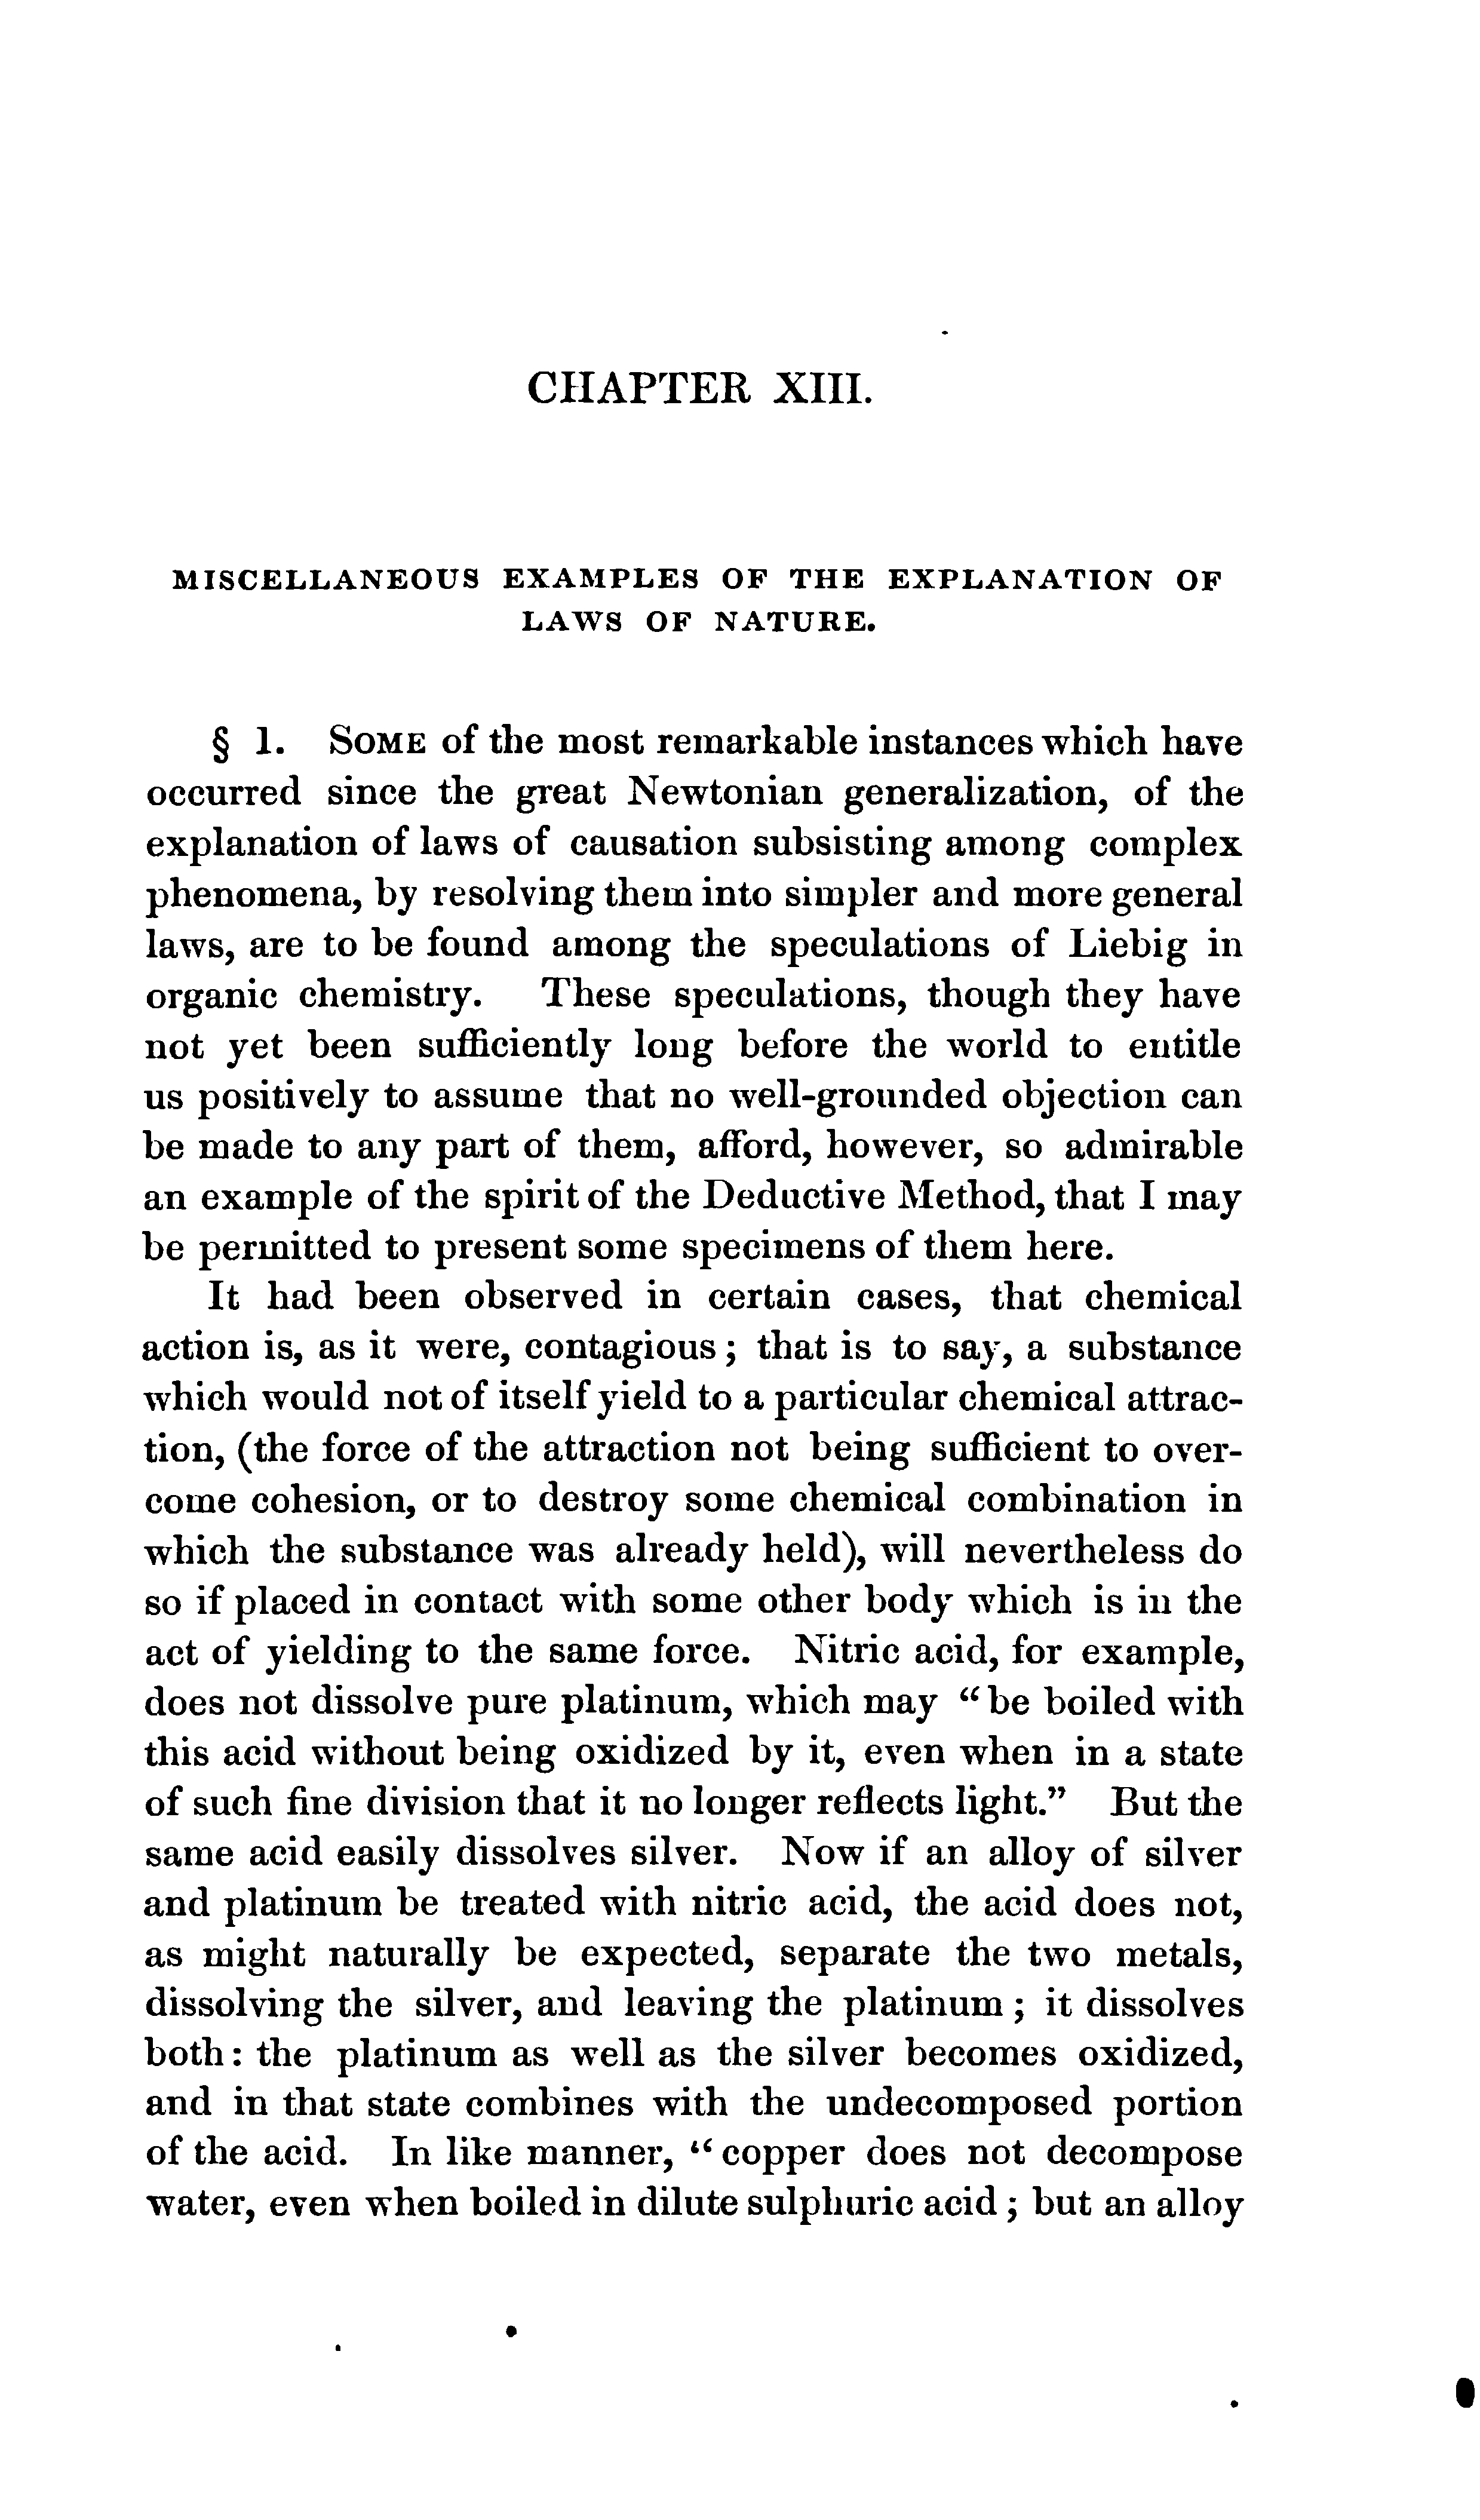 CHAPTER XIII.
MISCELLANEOUS EXAMPLES OF THE EXPLANATION OF
LAWS OF NATURE.
§ 1. SOME of the most remarkable instances which have
occurred since the great Newtonian generalization, of the
explanation of laws of causation subsisting among complex
phenomena, by resolving them into simpler and more general
laws, are to be found among the speculations of Liebig in
organic chemistry. These speculations, though they have
not yet been sufficiently long before the world to entitle
us positively to assume that no well-grounded objection can
be made to any part of them, afford, however, so admirable
an example of the spirit of the Deductive Method, that I may
be permitted to present some specimens of them here.
It had been observed in certain cases, that chemical
action is, as it were, contagious; that is to say, a substance
which would not of itself yield to a particular chemical attrac-
tion, (the force of the attraction not being sufficient to over-
come cohesion, or to destroy some chemical combination in
which the substance was already held), will nevertheless do
so if placed in contact with some other body which is in the
act of yielding to the same force. Nitric acid, for example,
does not dissolve pure platinum, which may “be boiled with
this acid without being oxidized by it, even when in a state
of such fine division that it no longer reflects light.” But the
same acid easily dissolves silver. Now if an alloy of silver
and platinum be treated with nitric acid, the acid does not,
as might naturally be expected, separate the two metals,
dissolving the silver, and leaving the platinum; it dissolves
both: the platinum as well as the silver becomes oxidized,
and in that state combines with the undecomposed portion
of the acid. In like manner, “copper does not decompose
water, even when boiled in dilute sulphuric acid; but an alloy